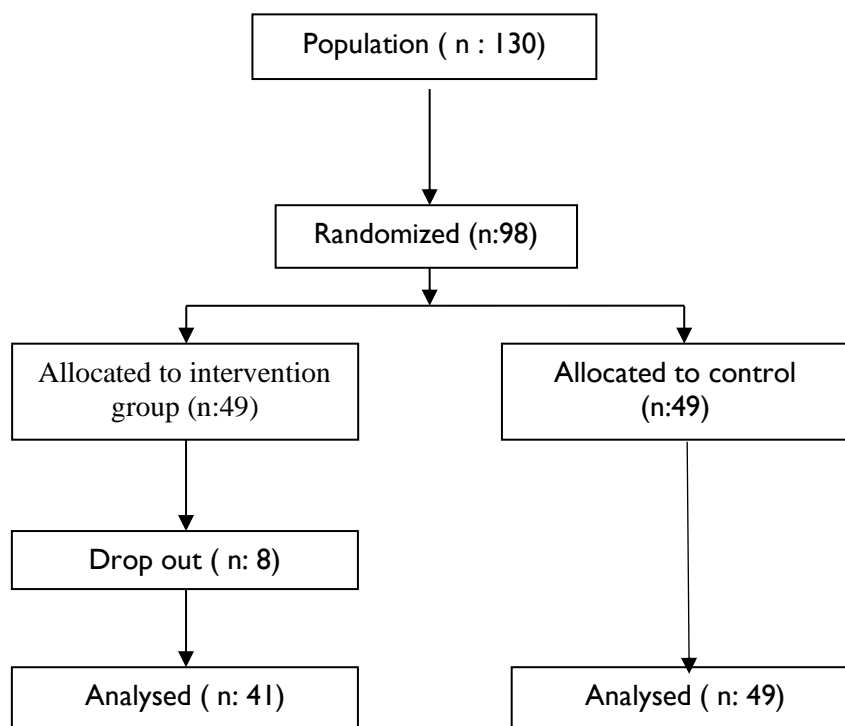 Population ( n : 130)
Randomized (n:98)
Allocated to intervention
group (n:49)
Allocated to control
(n:49)
Drop out ( n: 8)
Analysed ( n: 41)
Analysed ( n: 49)